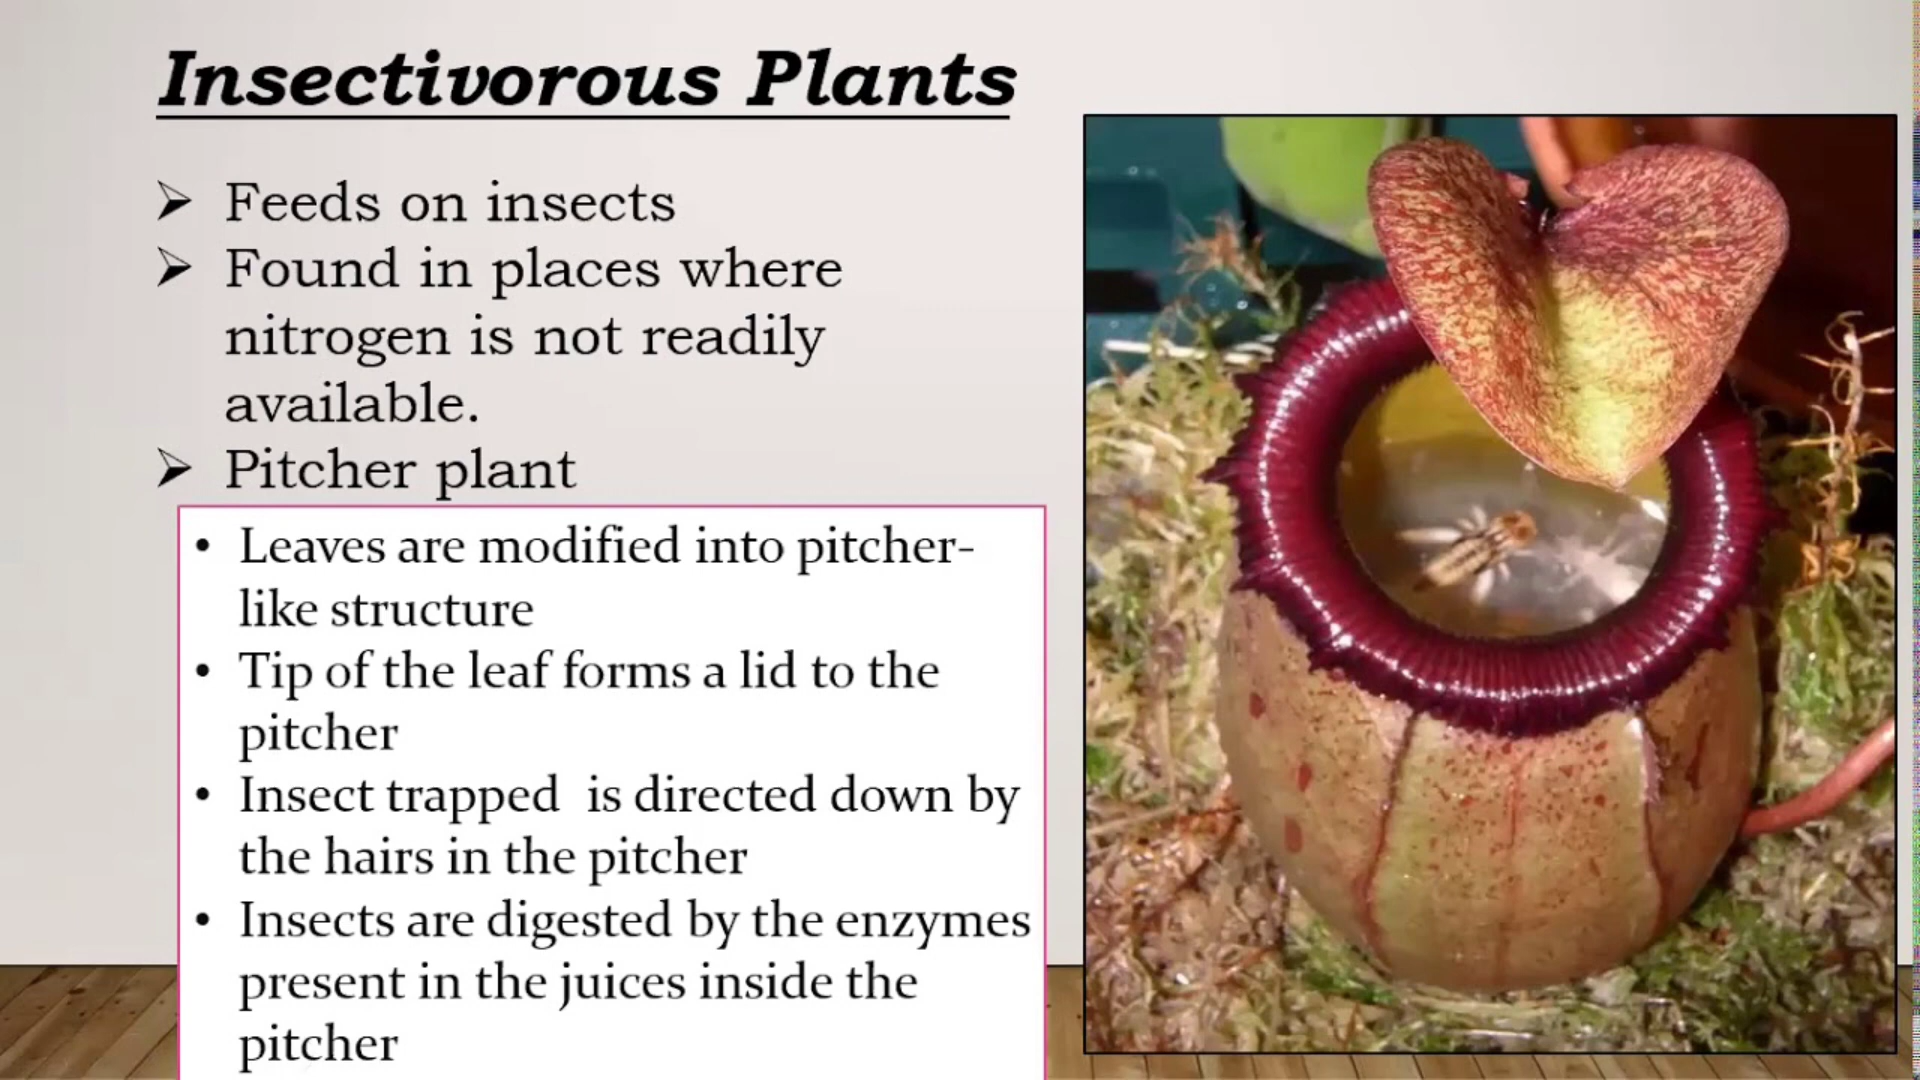 Insectivorous Plants
➢ Feeds on insects
➢ Found in places where
nitrogen is not readily
available.
➢ Pitcher plant
• Leaves are modified into pitcher-
like structure
• Tip of the leaf forms a lid to the
pitcher
• Insect trapped  is directed down by
the hairs in the pitcher
• Insects are digested by the enzymes
present in the juices inside the
pitcher